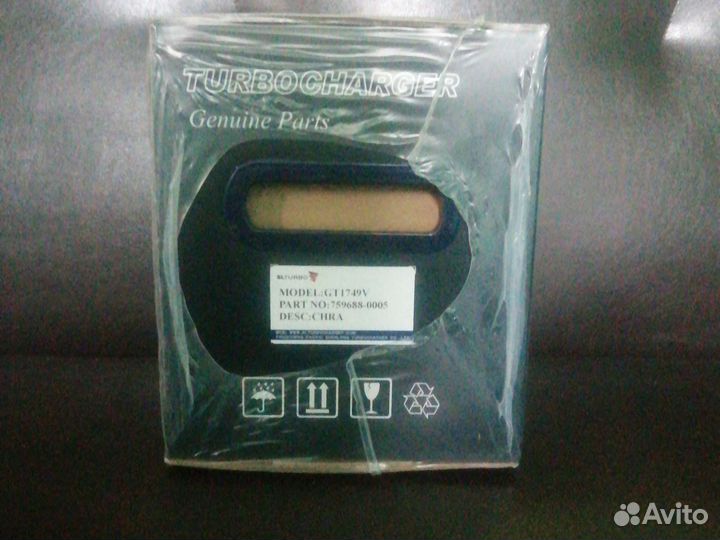 TURBOCHARGER
Genuine Parts
MODEL:GT1749V
PART NO:759688-0005
DESC:CHRA
Avito